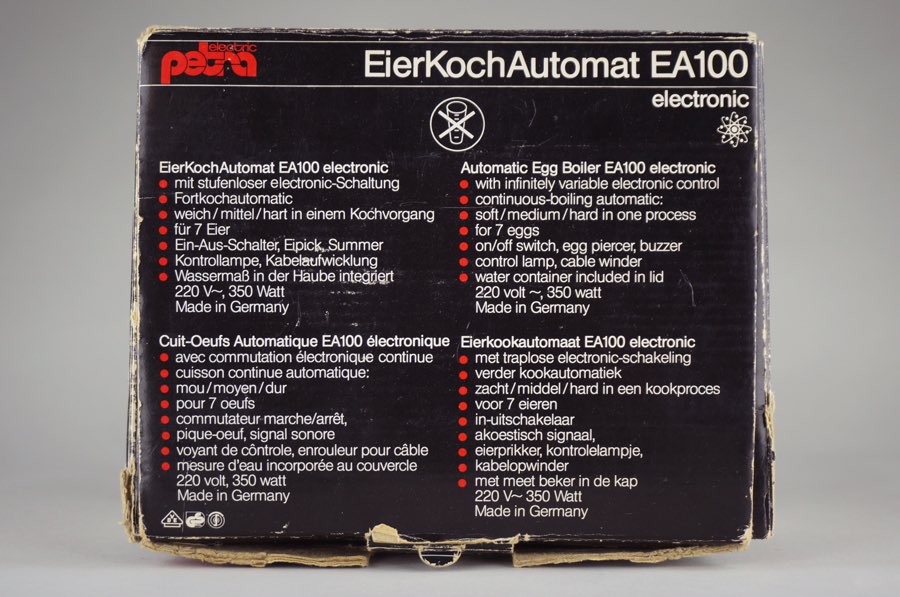 electric
petra
EierKochAutomat EA100
electronic
EierKochAutomat EA100 electronic
mit stufenloser electronic-Schaltung
Fortkochautomatic
weich/mittel/hart in einem Kochvorgang
für 7 Eier
Ein-Aus-Schalter, Eipick, Summer
Kontrollampe, Kabelaufwicklung
Wassermaß in der Haube integriert
220 V~, 350 Watt
Made in Germany
Automatic Egg Boiler EA100 electronic
with infinitely variable electronic control
continuous-boiling automatic:
soft/medium/hard in one process
for 7 eggs
on/off switch, egg piercer, buzzer
control lamp, cable winder
water container included in lid
220 volt ~, 350 Watt
Made in Germany
Cuit-Oeufs Automatique EA100 électronique
avec commutation électronique continue
cuisson continue automatique:
mou/moyen/dur
pour 7 oeufs
commutateur marche/arrêt,
pique-oeuf, signal sonore
voyant de côntrole, enrouleur pour câble
mesure d'eau incorporée au couvercle
220 volt, 350 watt
Made in Germany
Eierkookautomaat EA100 electronic
met traplose electronic-schakeling
verder kookautomatiek
zacht/middel/hard in een kookproces
voor 7 eieren
in-uitschakelaar
akoestisch signaal,
eierprikker, kontrolelampje,
kabelopwinder
met meet beker in de kap
220 V~ 350 Watt
Made in Germany